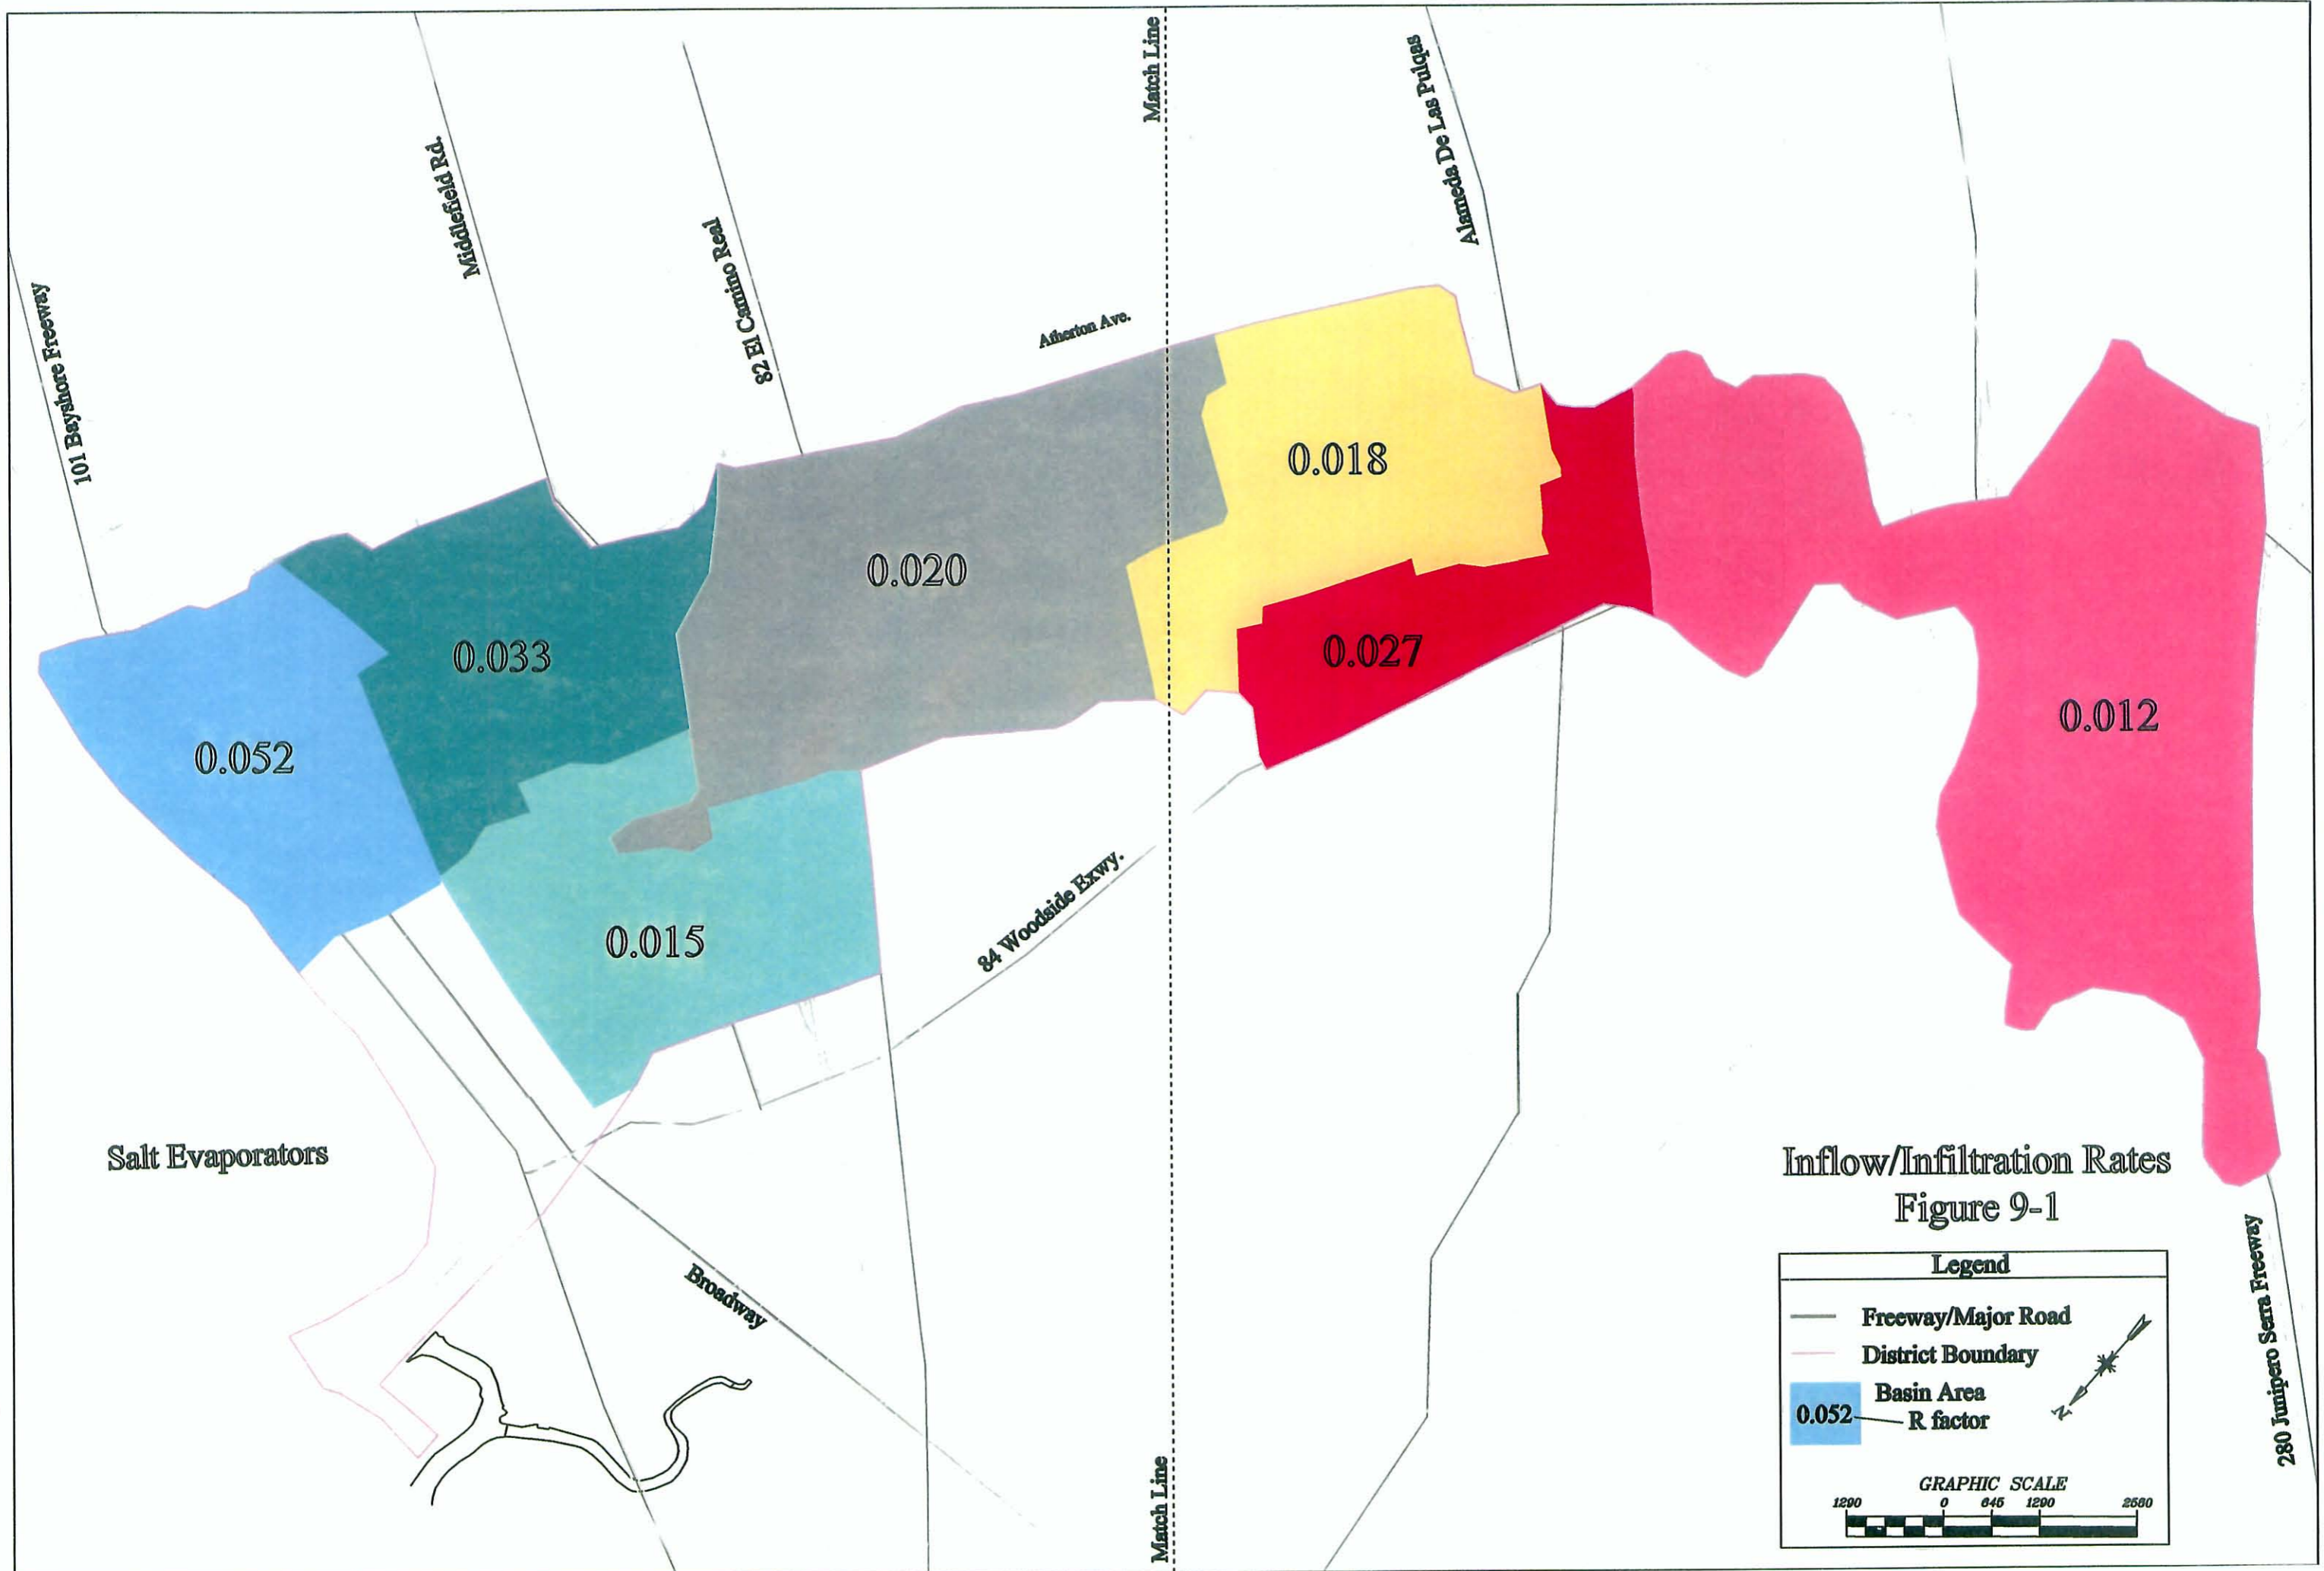 Match Line
Alameda De Las Pulqas
Middlefield Rd.
82 El Camino Real
101 Bayshore Freeway
Atherton Ave.
0.018
0.020
0.033
0.027
0.052
0.012
0.015
84 Woodside Exwy.
Salt Evaporators
Broadway
Match Line
280 Junipero Serra Freeway
Inflow/Infiltration Rates
Figure 9-1
Legend
Freeway/Major Road
District Boundary
Basin Area
0.052
R factor
N
GRAPHIC SCALE
1290 0 645 1290 2580